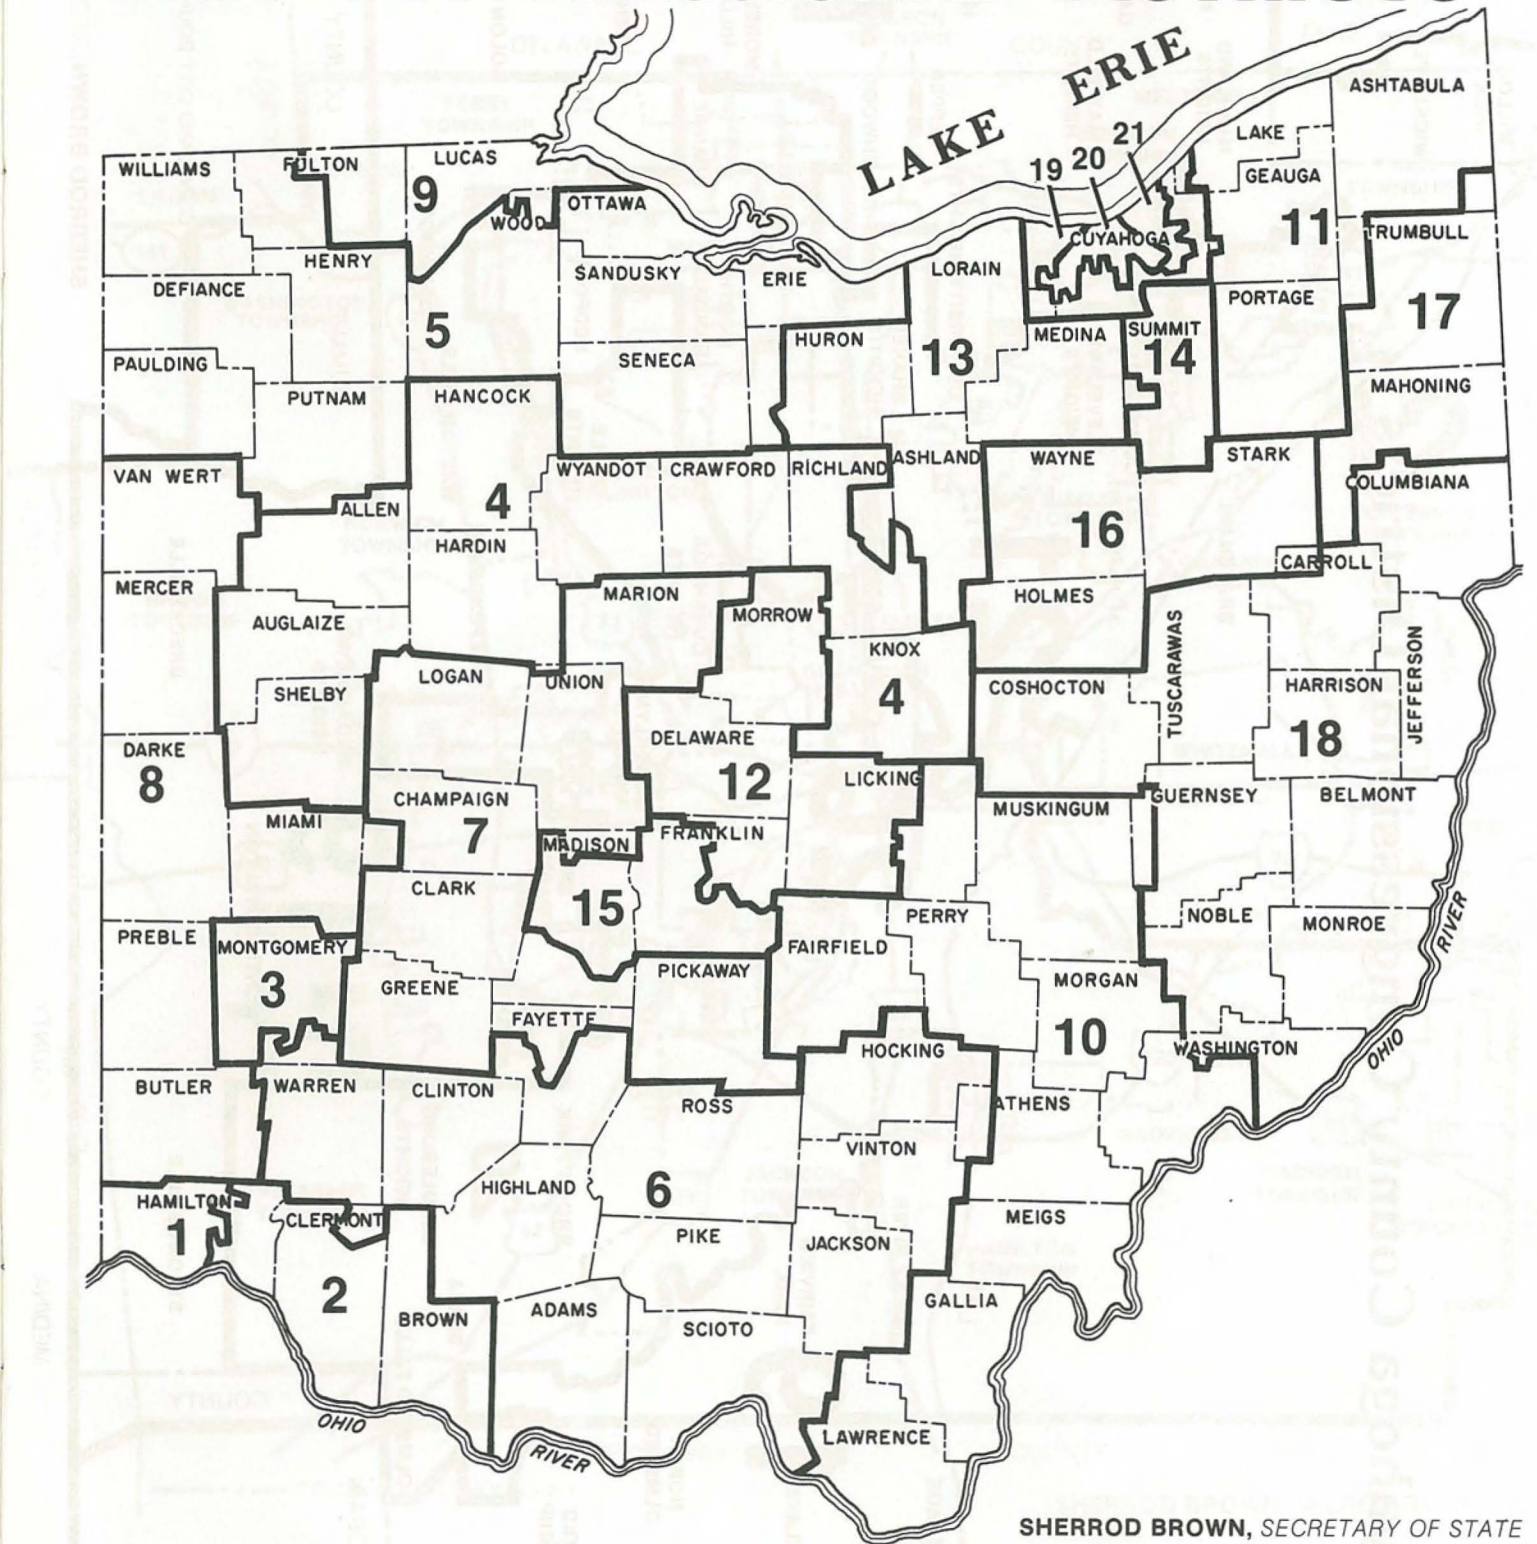 LAKE ERIE
ASHTABULA
LAKE
21
20
19
GEAUGA
WILLIAMS
FULTON
LUCAS
9
WOOD
OTTAWA
CUYAHOGA
11
TRUMBULL
HENRY
SANDUSKY
ERIE
LORAIN
DEFIANCE
PORTAGE
17
5
HURON
13
MEDINA
SUMMIT
14
PAULDING
SENECA
MAHONING
PUTNAM
HANCOCK
VAN WERT
WYANDOT
CRAWFORD
RICHLAND
ASHLAND
WAYNE
STARK
COLUMBIANA
ALLEN
4
16
HARDIN
CARROLL
MERCER
MARION
HOLMES
AUGLAIZE
MORROW
KNOX
TUSCARAWAS
JEFFERSON
LOGAN
UNION
SHELBY
4
COSHOCTON
HARRISON
18
DARKE
8
DELAWARE
12
LICKING
CHAMPAIGN
MUSKINGUM
GUERNSEY
BELMONT
MIAMI
7
MADISON
FRANKLIN
CLARK
15
PERRY
NOBLE
MONROE
PREBLE
MONTGOMERY
FAIRFIELD
3
GREENE
PICKAWAY
MORGAN
RIVER
FAYETTE
10
HOCKING
WASHINGTON
OHIO
BUTLER
WARREN
CLINTON
ROSS
ATHENS
VINTON
HIGHLAND
6
HAMILTON
1
CLERMONT
MEIGS
PIKE
JACKSON
2
BROWN
ADAMS
SCIOTO
GALLIA
OHIO
RIVER
LAWRENCE
SHERROD BROWN, SECRETARY OF STATE